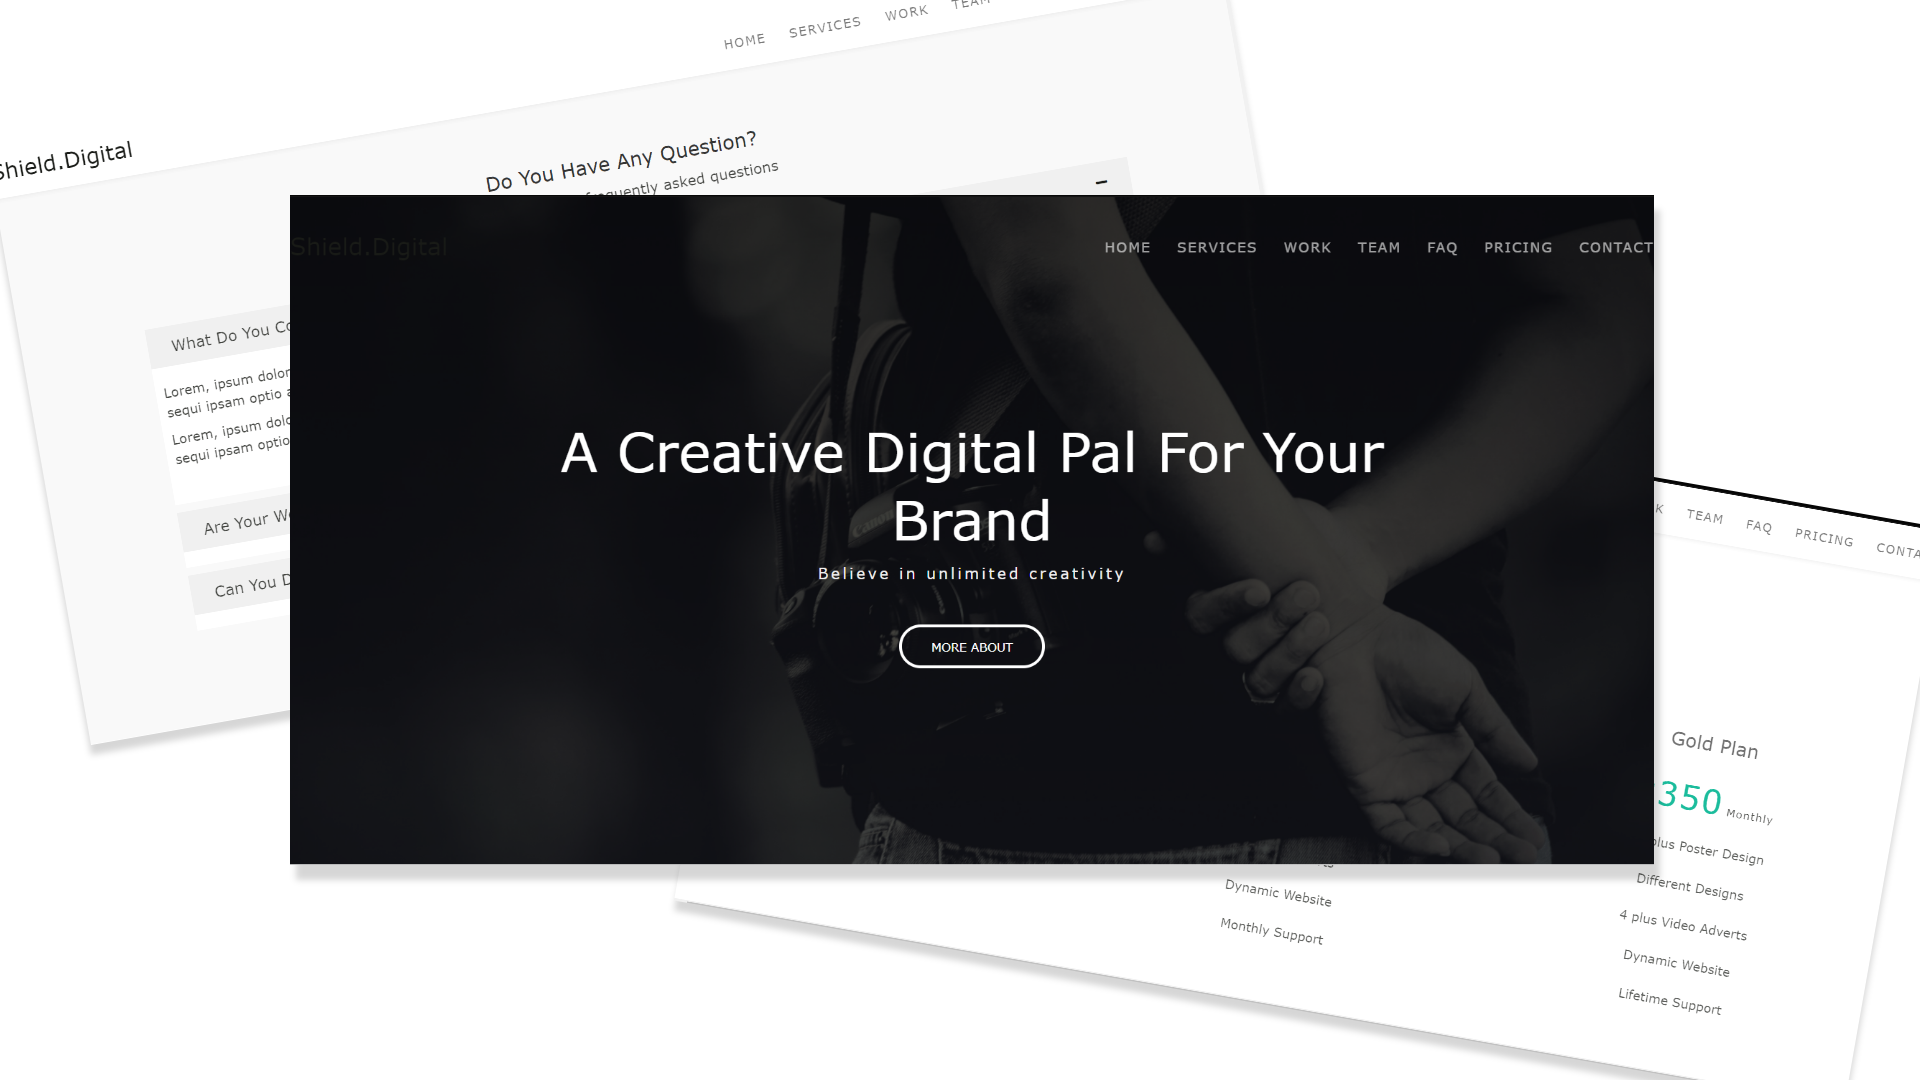 HOME SERVICES WORK TEAM
Shield.Digital
Do You Have Any Question?
frequently asked questions
What Do You
Lorem, ipsum dolor
sequi ipsam optio
Lorem, ipsum
sequi ipsam optio
Are Your
Can You
Shield.Digital
HOME SERVICES WORK TEAM FAQ PRICING CONTACT
A Creative Digital Pal For Your
Brand
Believe in unlimited creativity
MORE ABOUT
Canon
TEAM FAQ PRICING
Gold Plan
350 Monthly
plus Poster Design
Different Designs
4 plus Video Adverts
Dynamic Website
Lifetime Support
Dynamic Website
Monthly Support